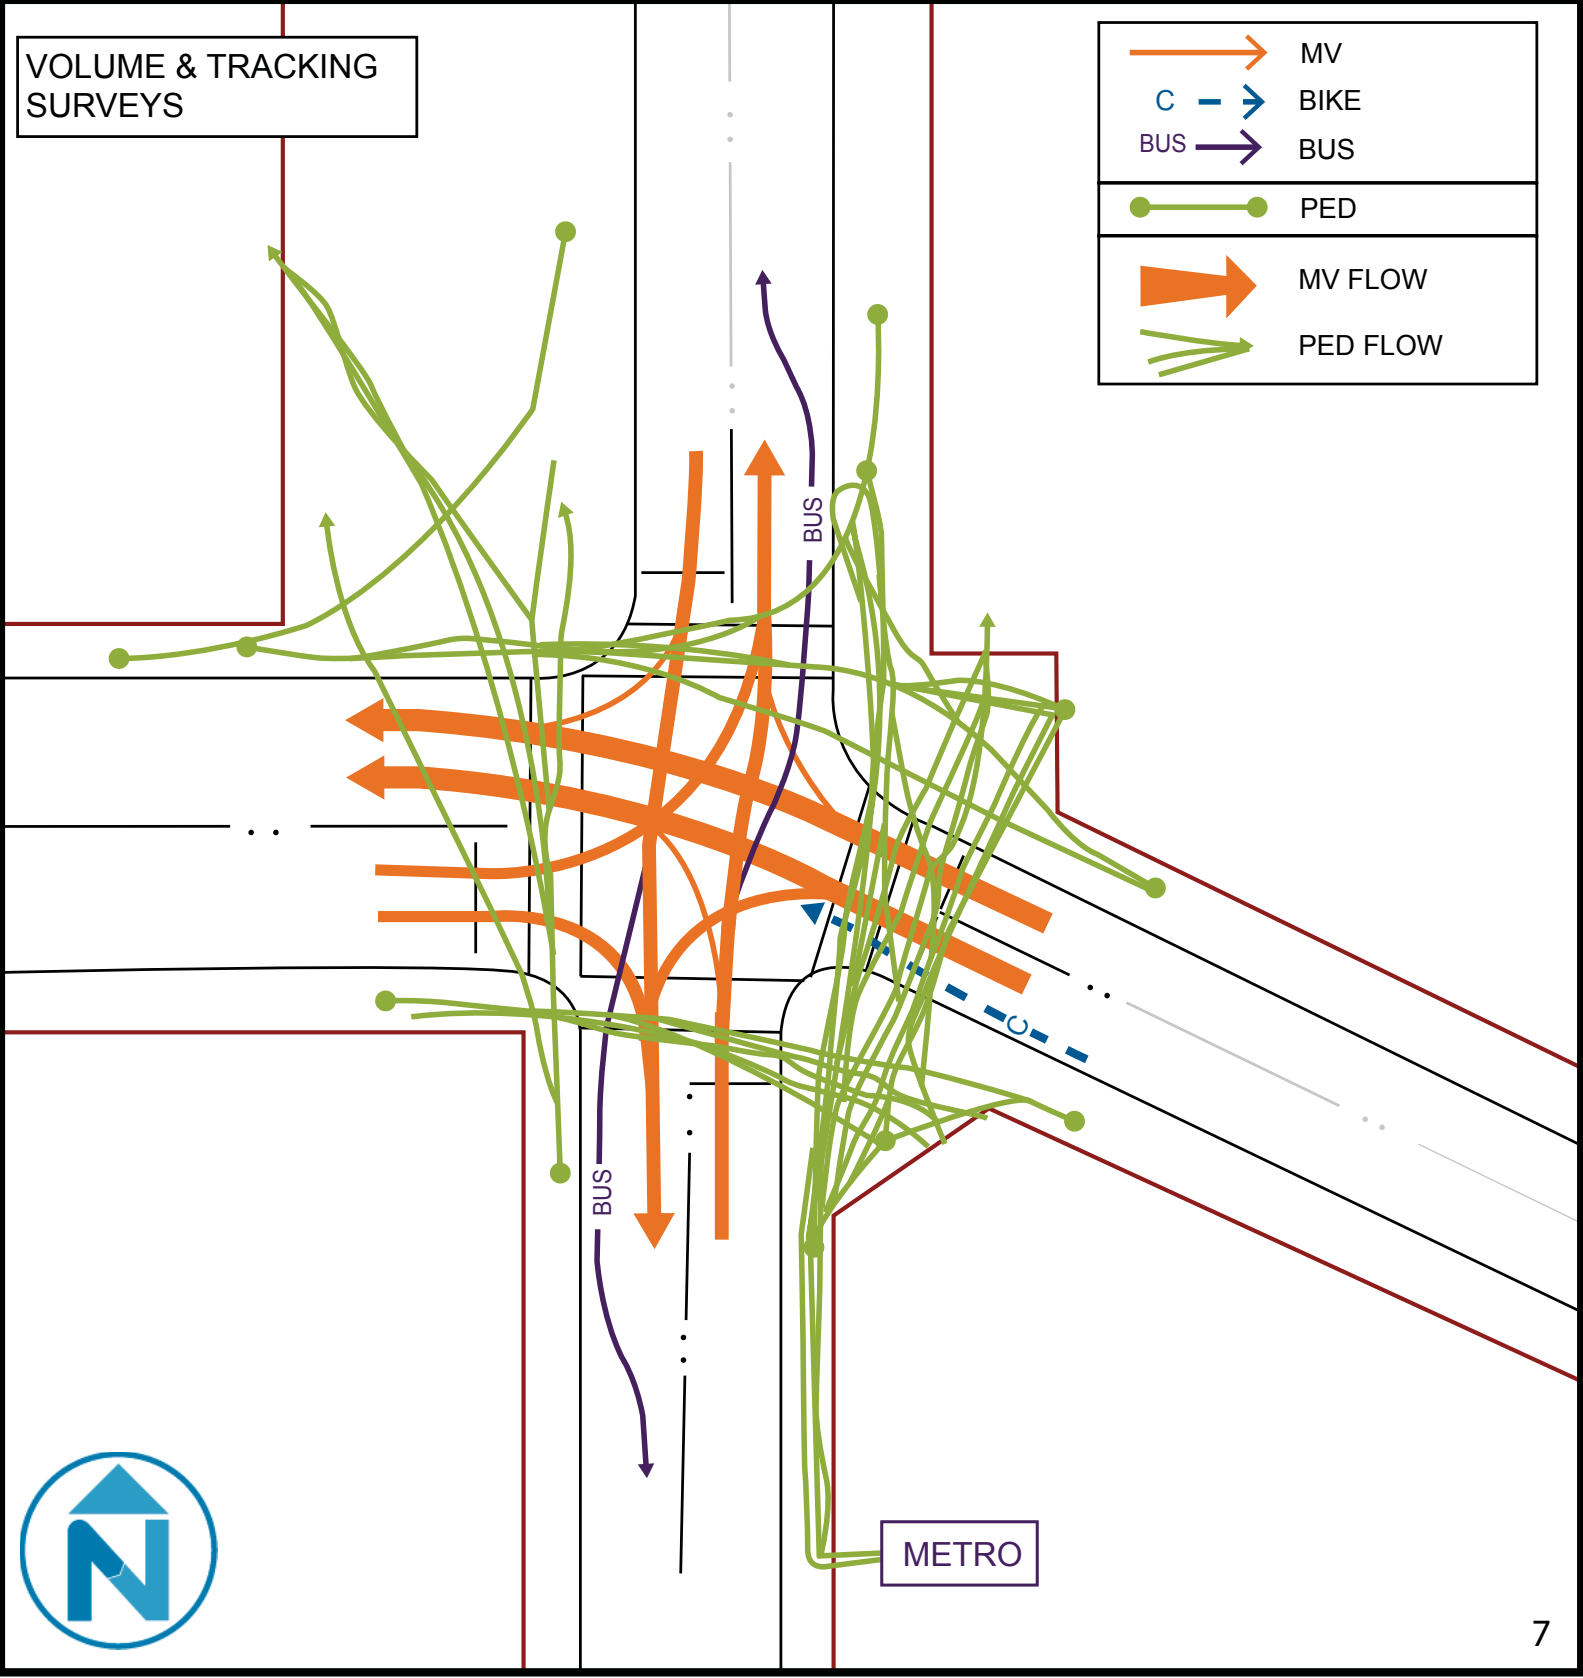 VOLUME & TRACKING
SURVEYS
MV
C BIKE
BUS BUS
PED
MV FLOW
PED FLOW
BUS
C
BUS
METRO
N
7